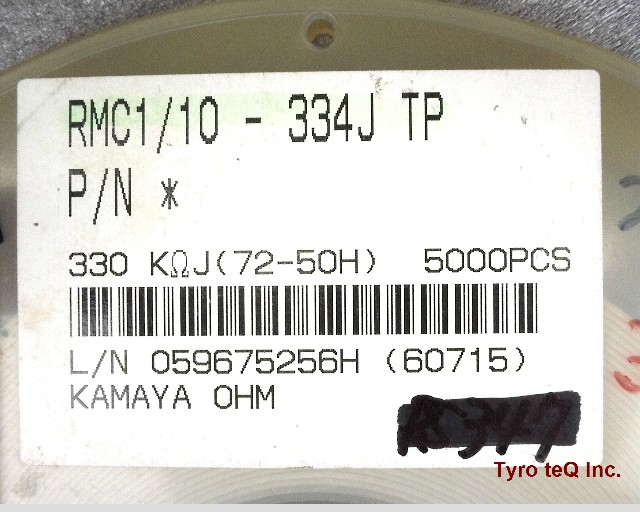 RMC1/10 - 334J TP
P/N *
330 KΩJ(72-50H) 5000PCS
L/N 059675256H (60715)
KAMAYA OHM
Tyro teQ Inc.